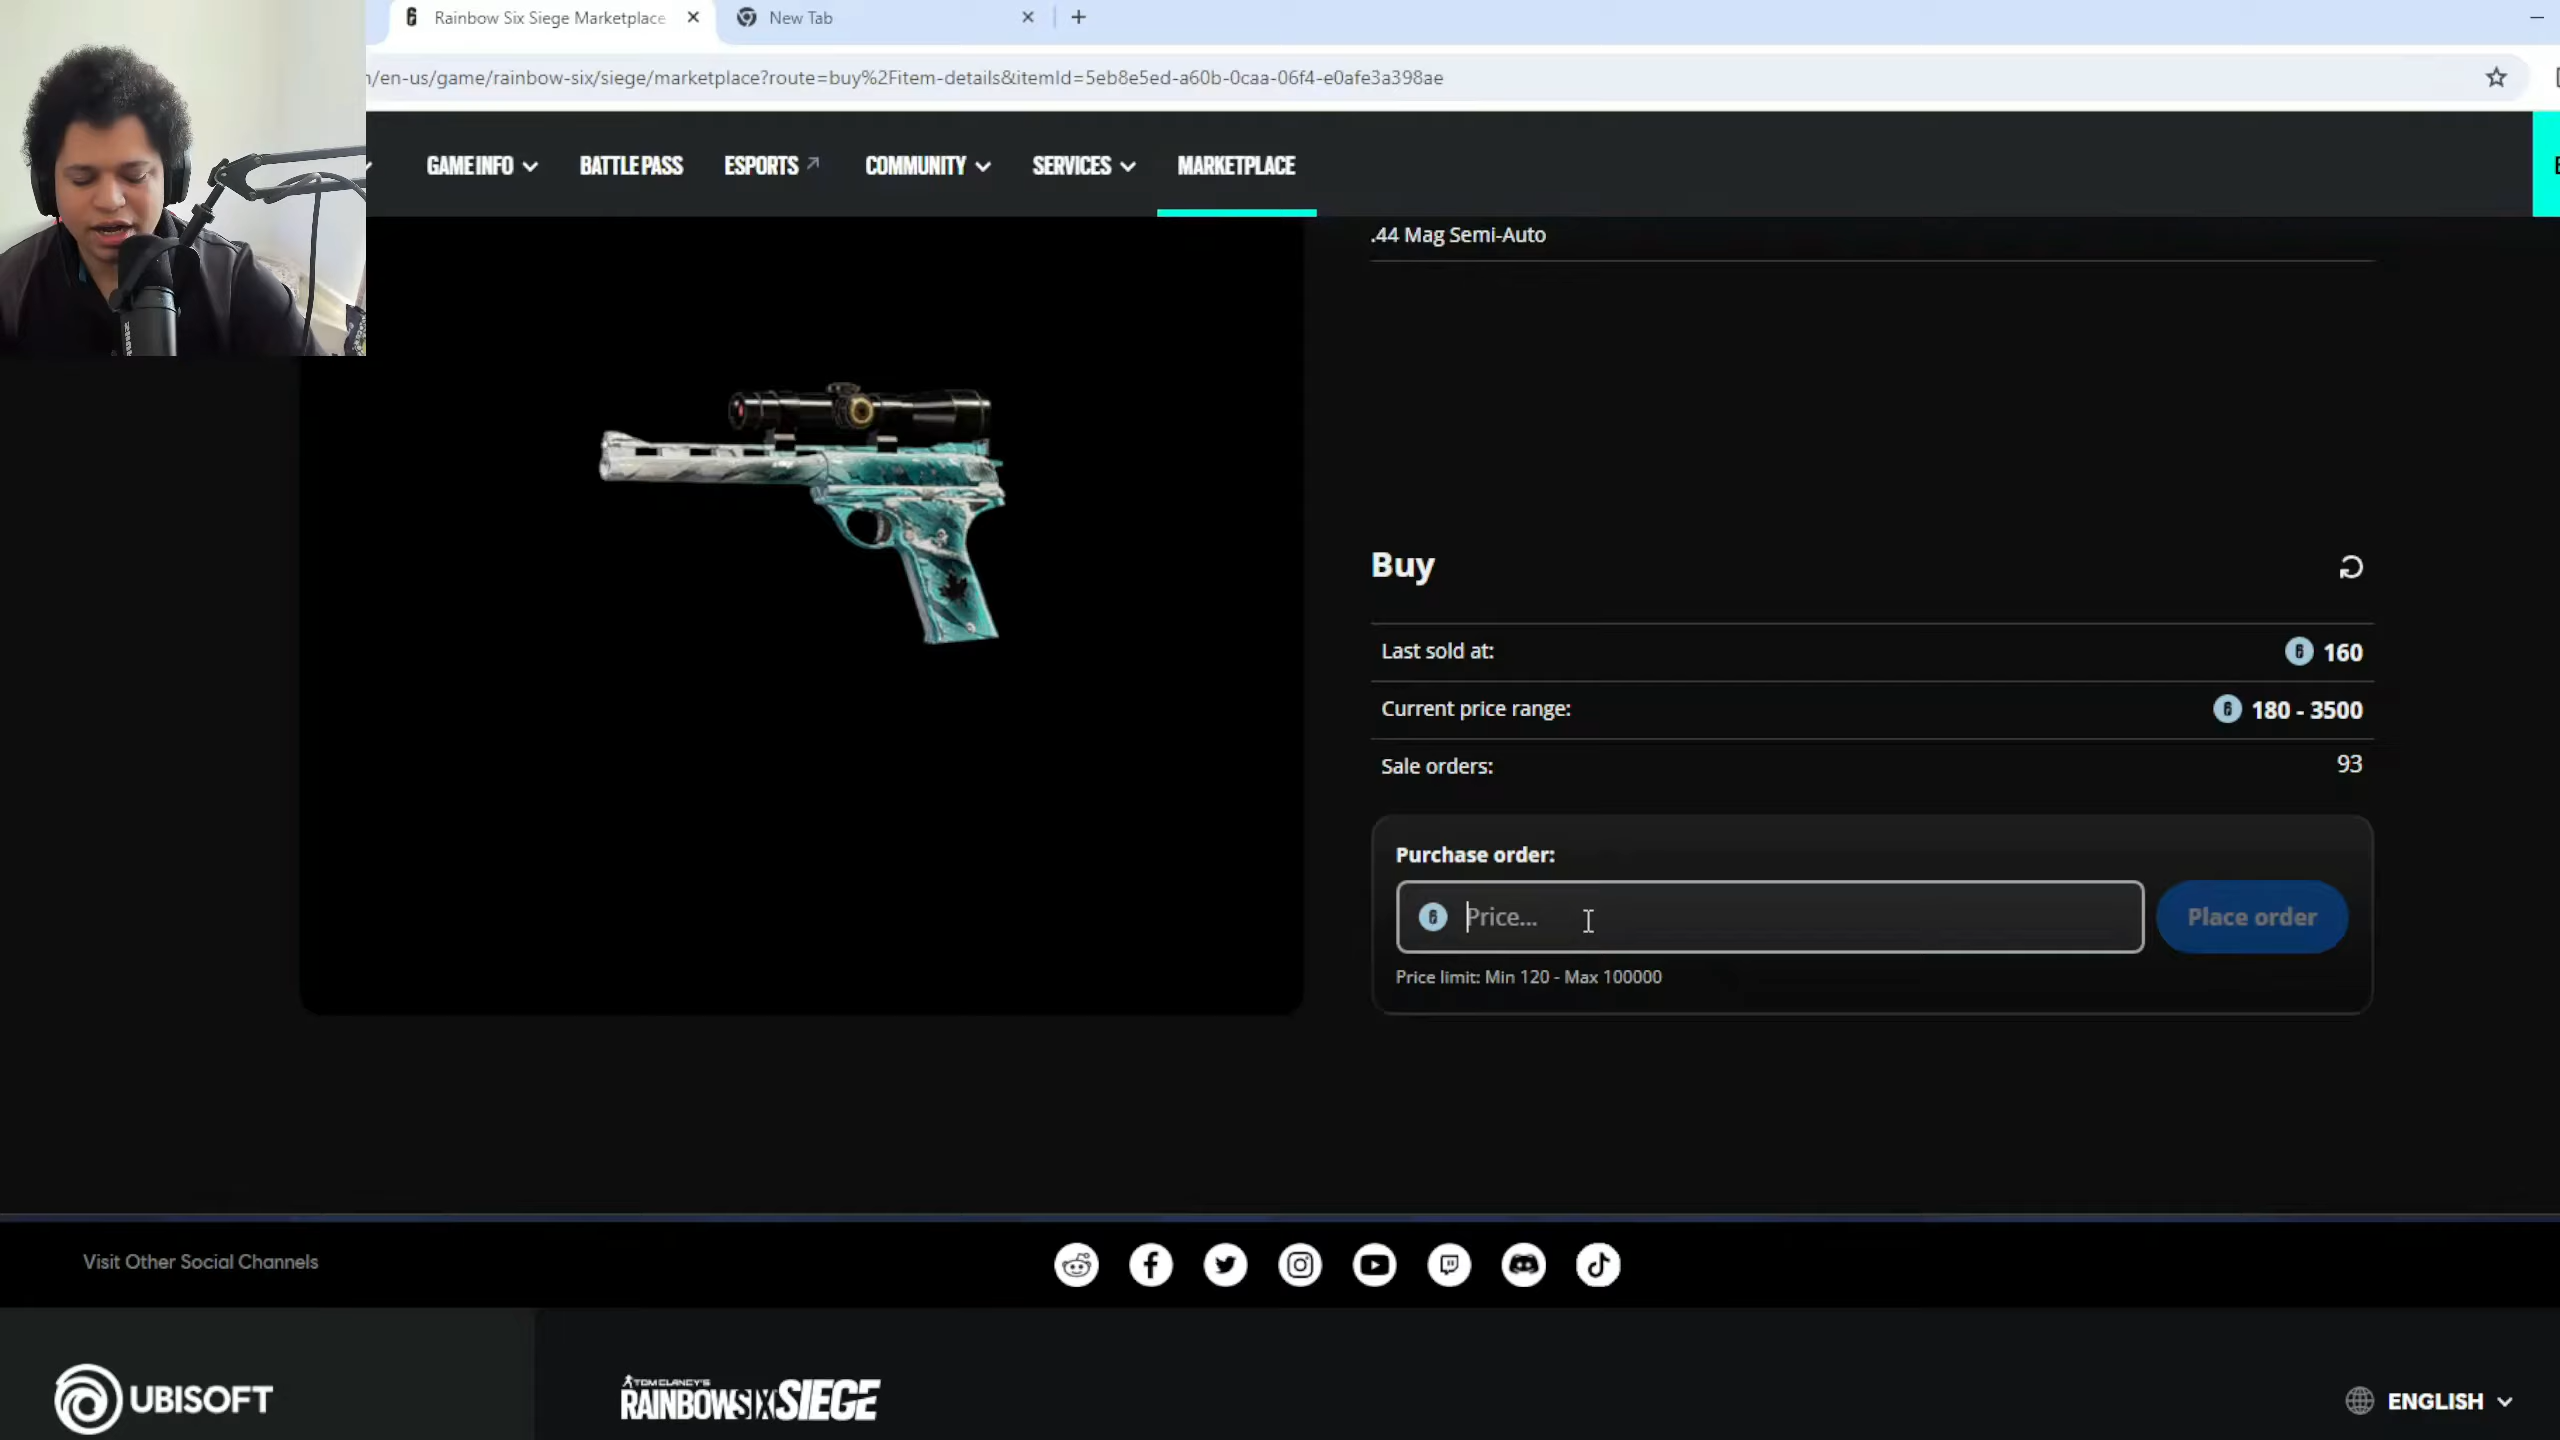 Rainbow Six Siege Marketplace
New Tab
/en-us/game/rainbow-six/siege/marketplace?route=buy%2Fitem-details&itemId=5eb8e5ed-a60b-0caa-06f4-e0afe3a398ae
GAME INFO
BATTLE PASS
ESPORTS
COMMUNITY
SERVICES
MARKETPLACE
.44 Mag Semi-Auto
Buy
Last sold at:
160
Current price range:
180 - 3500
Sale orders:
93
Purchase order:
Price...
Place order
Price limit: Min 120 - Max 100000
Visit Other Social Channels
UBISOFT
TOM CLANCY'S
RAINBOWSIX SIEGE
ENGLISH